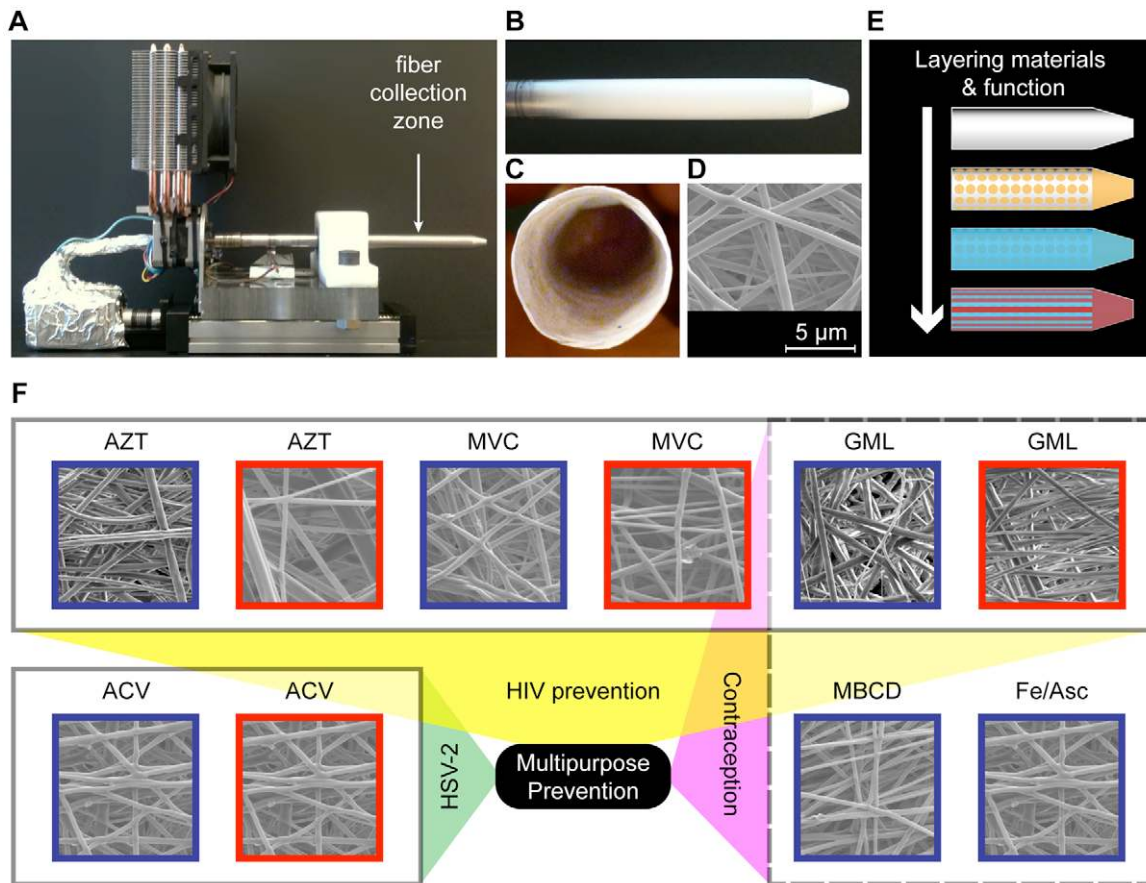 A
fiber
collection
zone
B
C
D
5 μm
E
Layering materials
& function
F
AZT
AZT
MVC
MVC
GML
GML
ACV
ACV
HSV-2
HIV prevention
Multipurpose
Prevention
Contraception
MBCD
Fe/Asc